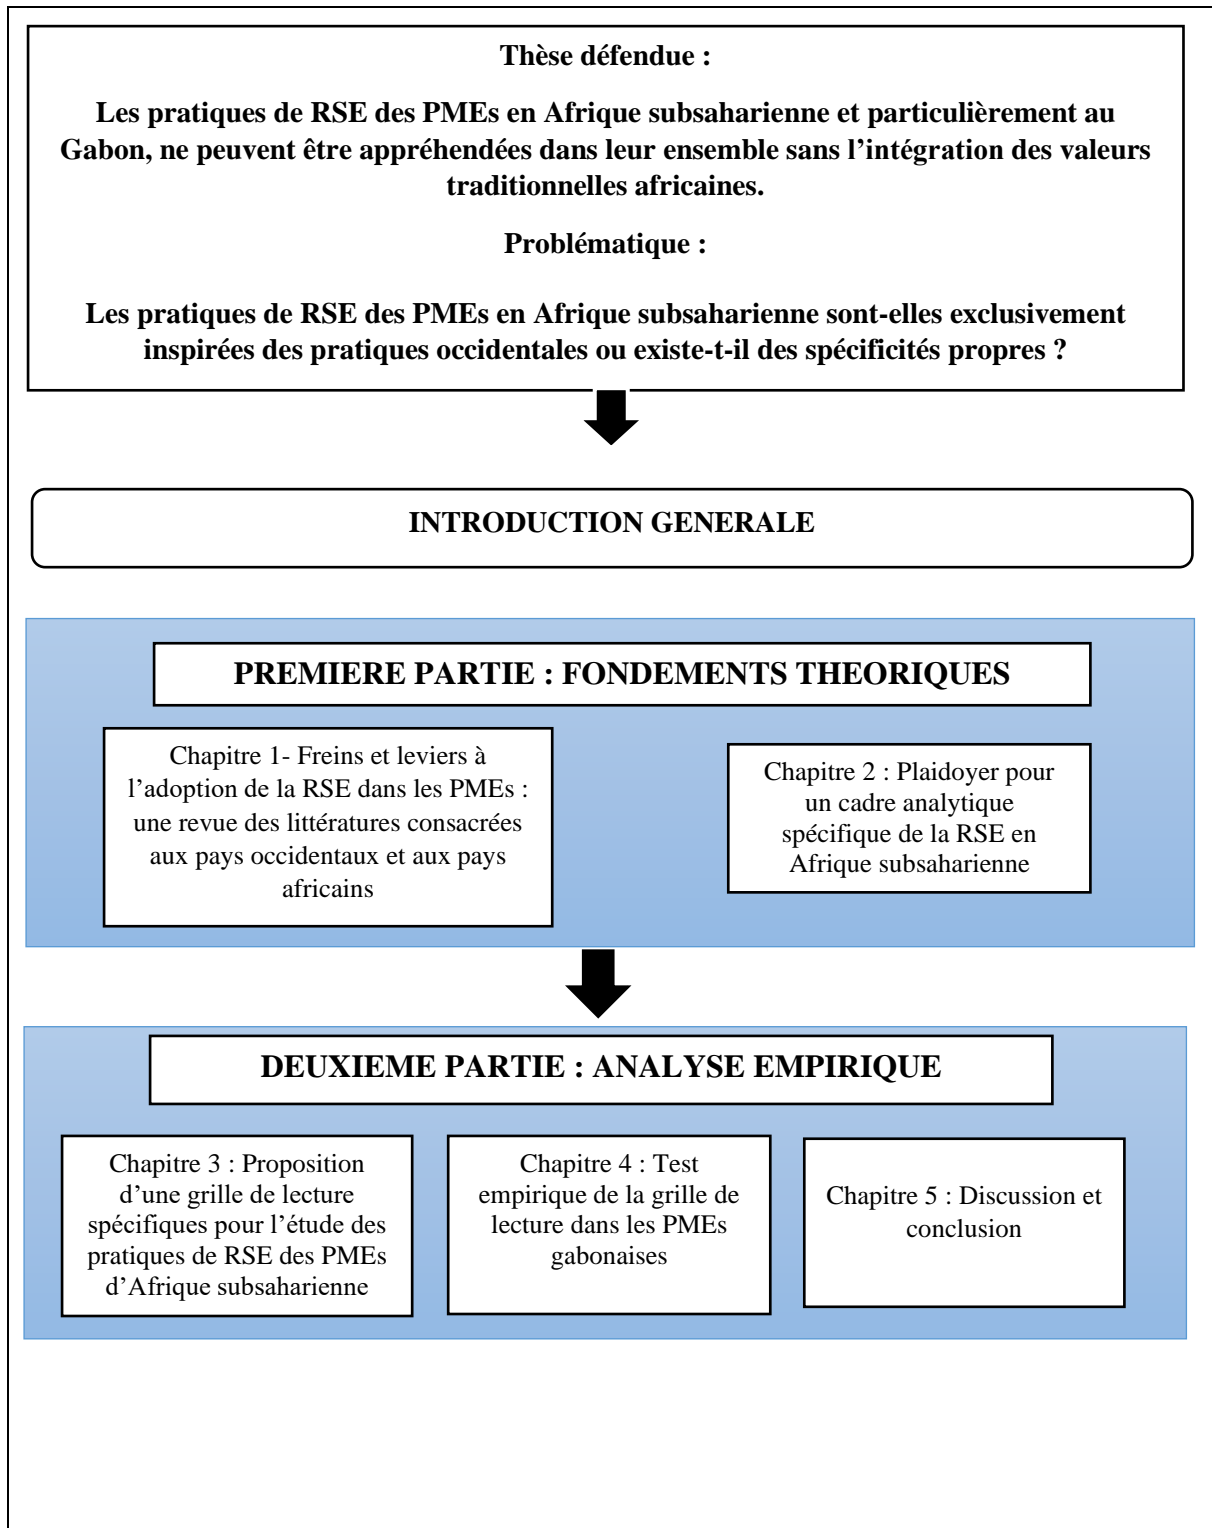 Thèse défendue :
Les pratiques de RSE des PMEs en Afrique subsaharienne et particulièrement au
Gabon, ne peuvent être appréhendées dans leur ensemble sans l’intégration des valeurs
traditionnelles africaines.
Problématique :
Les pratiques de RSE des PMEs en Afrique subsaharienne sont-elles exclusivement
inspirées des pratiques occidentales ou existe-t-il des spécificités propres ?
INTRODUCTION GENERALE
PREMIERE PARTIE : FONDEMENTS THEORIQUES
Chapitre 1- Freins et leviers à
l’adoption de la RSE dans les PMEs :
une revue des littératures consacrées
aux pays occidentaux et aux pays
africains
Chapitre 2 : Plaidoyer pour
un cadre analytique
spécifique de la RSE en
Afrique subsaharienne
DEUXIEME PARTIE : ANALYSE EMPIRIQUE
Chapitre 3 : Proposition
d’une grille de lecture
spécifiques pour l’étude des
pratiques de RSE des PMEs
d’Afrique subsaharienne
Chapitre 4 : Test
empirique de la grille de
lecture dans les PMEs
gabonaises
Chapitre 5 : Discussion et
conclusion